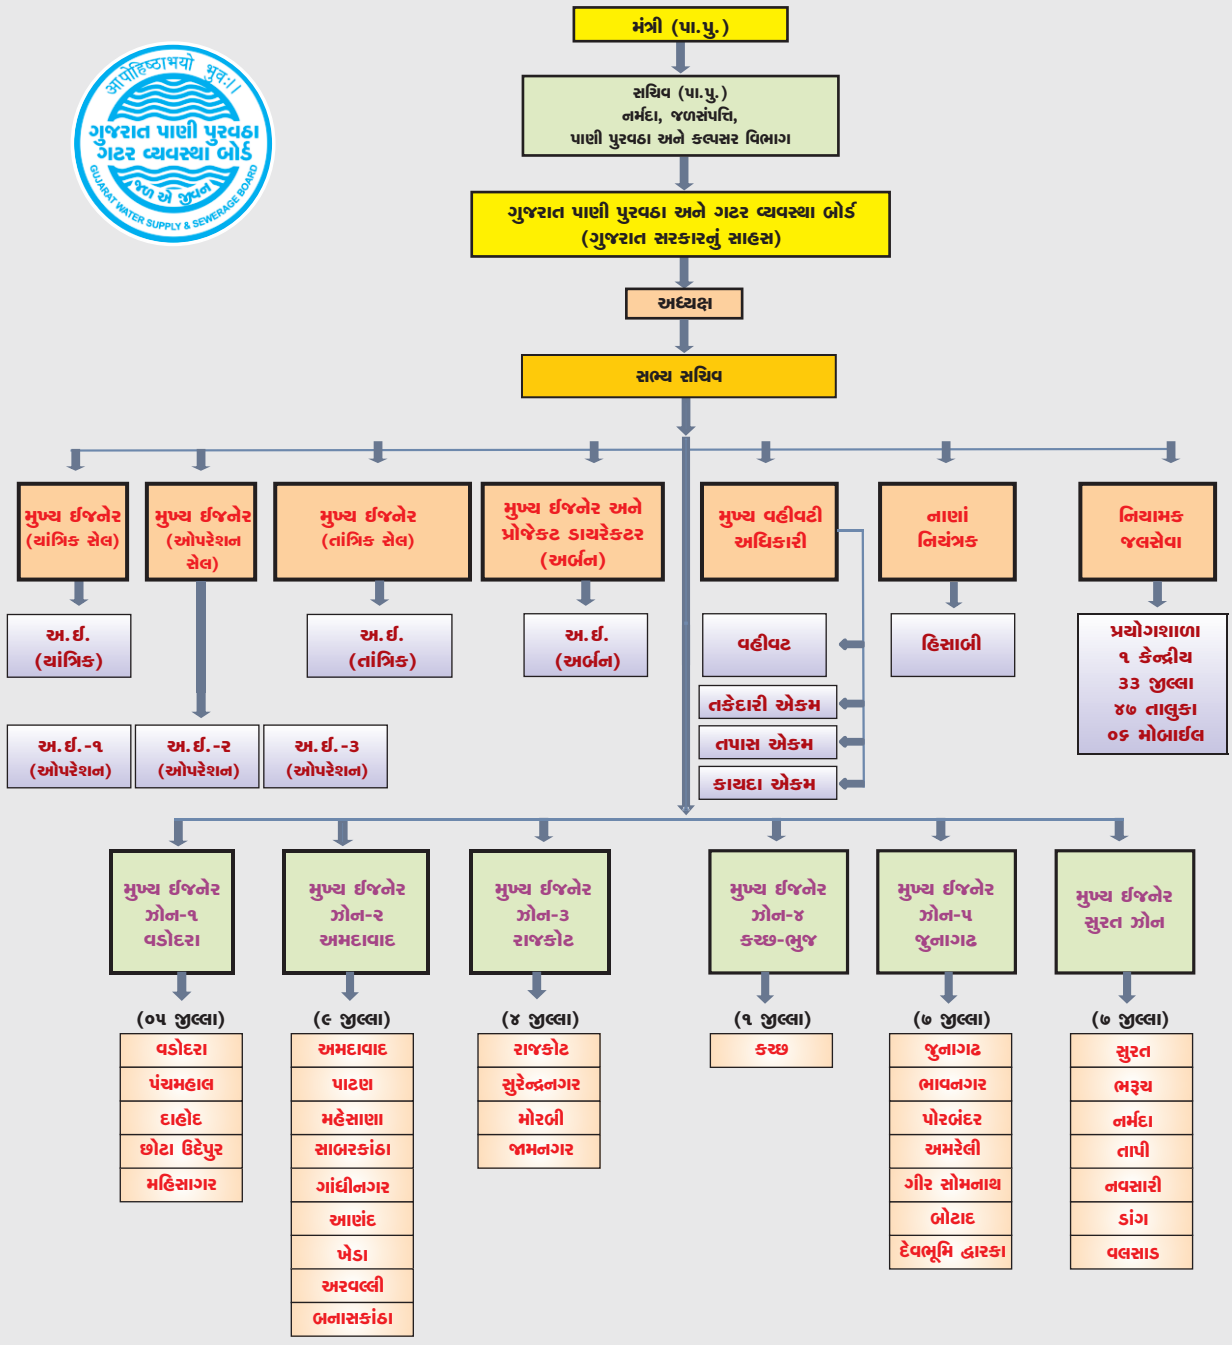 મંત્રી (પા.પુ.)
સચિવ (પા.પુ.)
નર્મદા, જળસંપત્તિ,
પાણી પુરવઠા અને કલ્પસર વિભાગ
आपोहिष्ठाभयो भुवः।।
ગુજરાત પાણી પુરવઠા
ગટર વ્યવસ્થા બોર્ડ
જળ એ જીવન
GUJARAT WATER SUPPLY & SEWERAGE BOARD
ગુજરાત પાણી પુરવઠા અને ગટર વ્યવસ્થા બોર્ડ
(ગુજરાત સરકારનું સાહસ)
અધ્યક્ષ
સભ્ય સચિવ
મુખ્ય ઈજનેર
(યાંત્રિક સેલ)
મુખ્ય ઈજનેર
(ઓપરેશન
સેલ)
મુખ્ય ઈજનેર
(તાંત્રિક સેલ)
મુખ્ય ઈજનેર અને
પ્રોજેકટ ડાયરેકટર
(અર્બન)
મુખ્ય વહીવટી
અધિકારી
નાણાં
નિયંત્રક
નિયામક
જલસેવા
અ.ઈ.
(યાંત્રિક)
અ.ઈ.
(તાંત્રિક)
અ.ઈ.
(અર્બન)
વહીવટ
હિસાબી
પ્રયોગશાળા
૧ કેન્દ્રીય
૩૩ જીલ્લા
૪૭ તાલુકા
૦૬ મોબાઈલ
તકેદારી એકમ
તપાસ એકમ
કાયદા એકમ
અ.ઈ.-૧
(ઓપરેશન)
અ.ઈ.-૨
(ઓપરેશન)
અ.ઈ.-૩
(ઓપરેશન)
મુખ્ય ઈજનેર
ઝોન-૧
વડોદરા
મુખ્ય ઈજનેર
ઝોન-૨
અમદાવાદ
મુખ્ય ઈજનેર
ઝોન-૩
રાજકોટ
મુખ્ય ઈજનેર
ઝોન-૪
કચ્છ-ભુજ
મુખ્ય ઈજનેર
ઝોન-૫
જુનાગઢ
મુખ્ય ઈજનેર
સુરત ઝોન
(૦૫ જીલ્લા)
વડોદરા
પંચમહાલ
દાહોદ
છોટા ઉદેપુર
મહિસાગર
(૯ જીલ્લા)
અમદાવાદ
પાટણ
મહેસાણા
સાબરકાંઠા
ગાંધીનગર
આણંદ
ખેડા
અરવલ્લી
બનાસકાંઠા
(૪ જીલ્લા)
રાજકોટ
સુરેન્દ્રનગર
મોરબી
જામનગર
(૧ જીલ્લા)
કચ્છ
(૭ જીલ્લા)
જુનાગઢ
ભાવનગર
પોરબંદર
અમરેલી
ગીર સોમનાથ
બોટાદ
દેવભૂમિ દ્વારકા
(૭ જીલ્લા)
સુરત
ભરૂચ
નર્મદા
તાપી
નવસારી
ડાંગ
વલસાડ